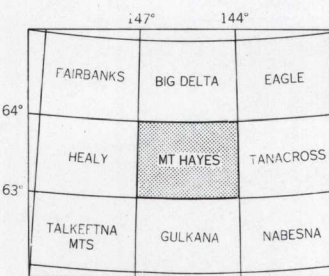 147° 144°
FAIRBANKS BIG DELTA EAGLE
64°
HEALY MT HAYES TANACROSS
63°
TALKEETNA GULKANA NABESNA
MTS